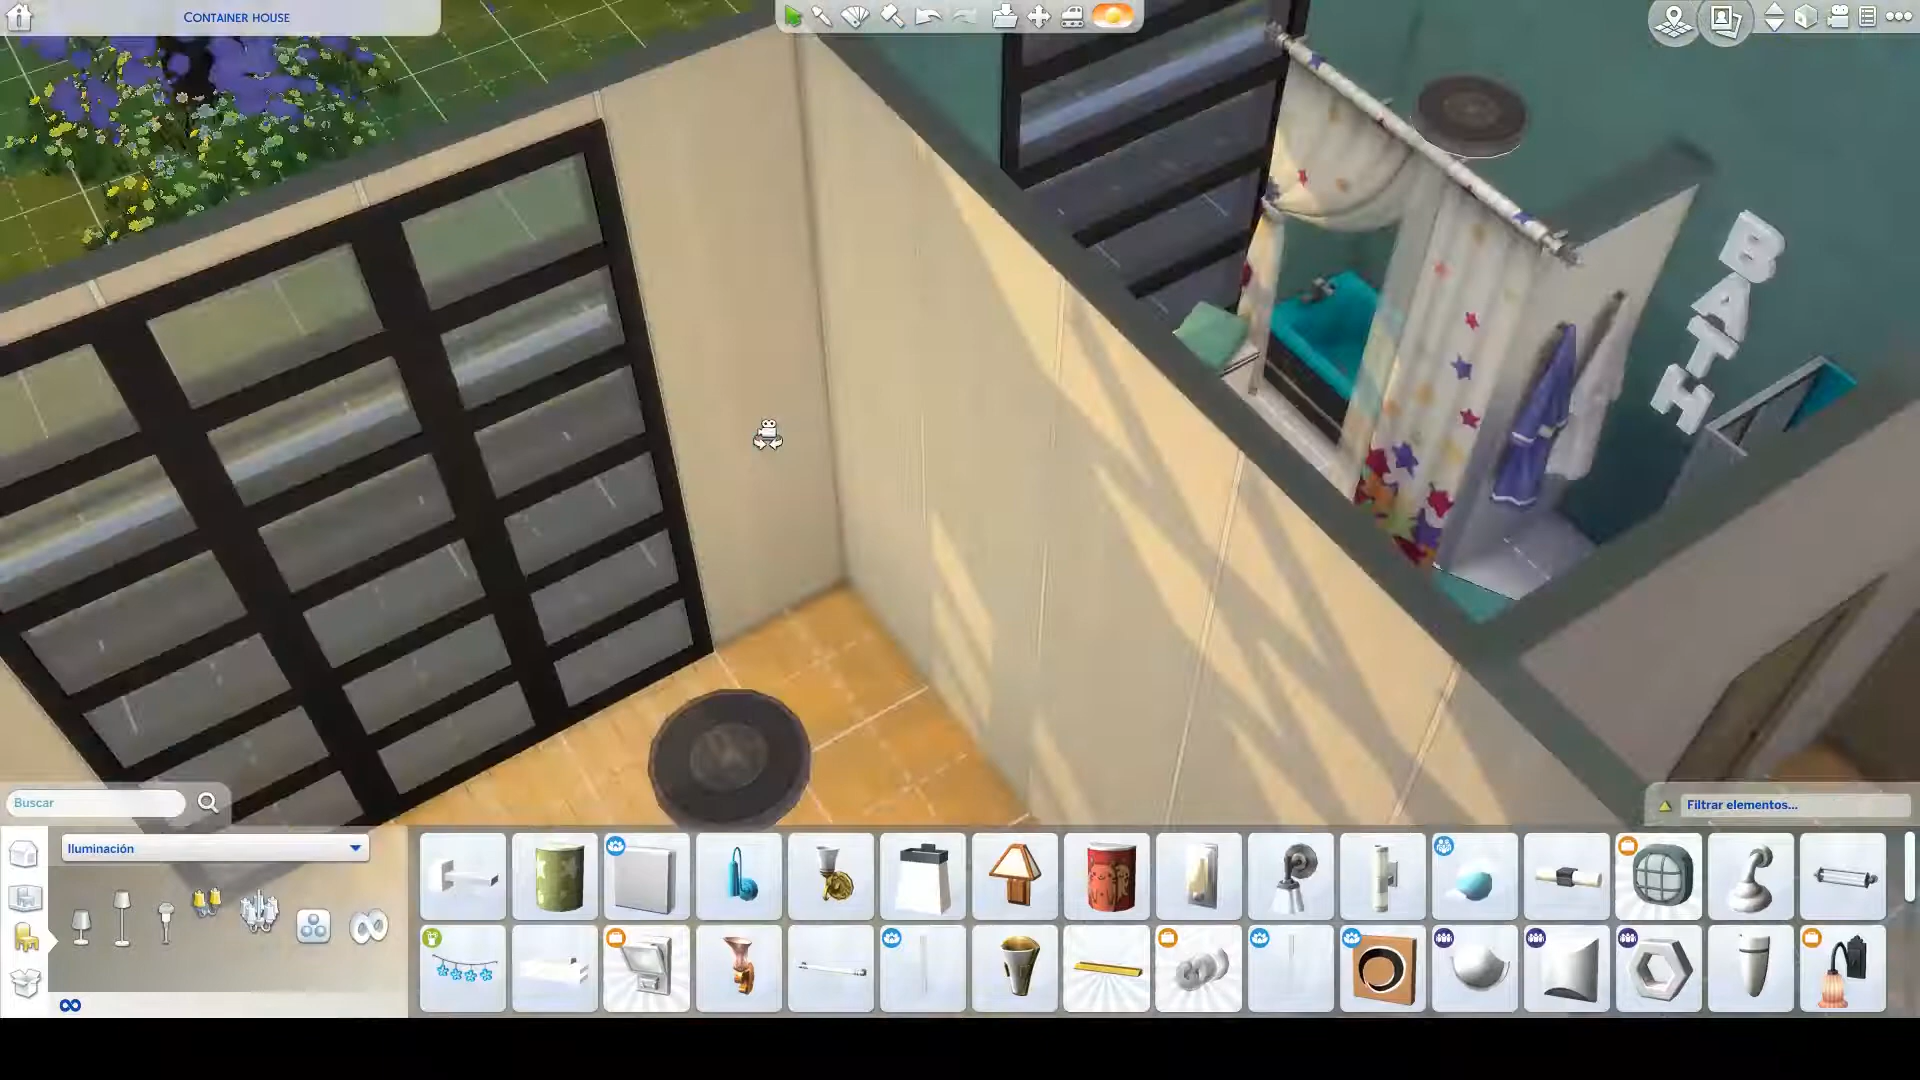 CONTAINER HOUSE
BATH
Buscar
Filtrar elementos...
Iluminación